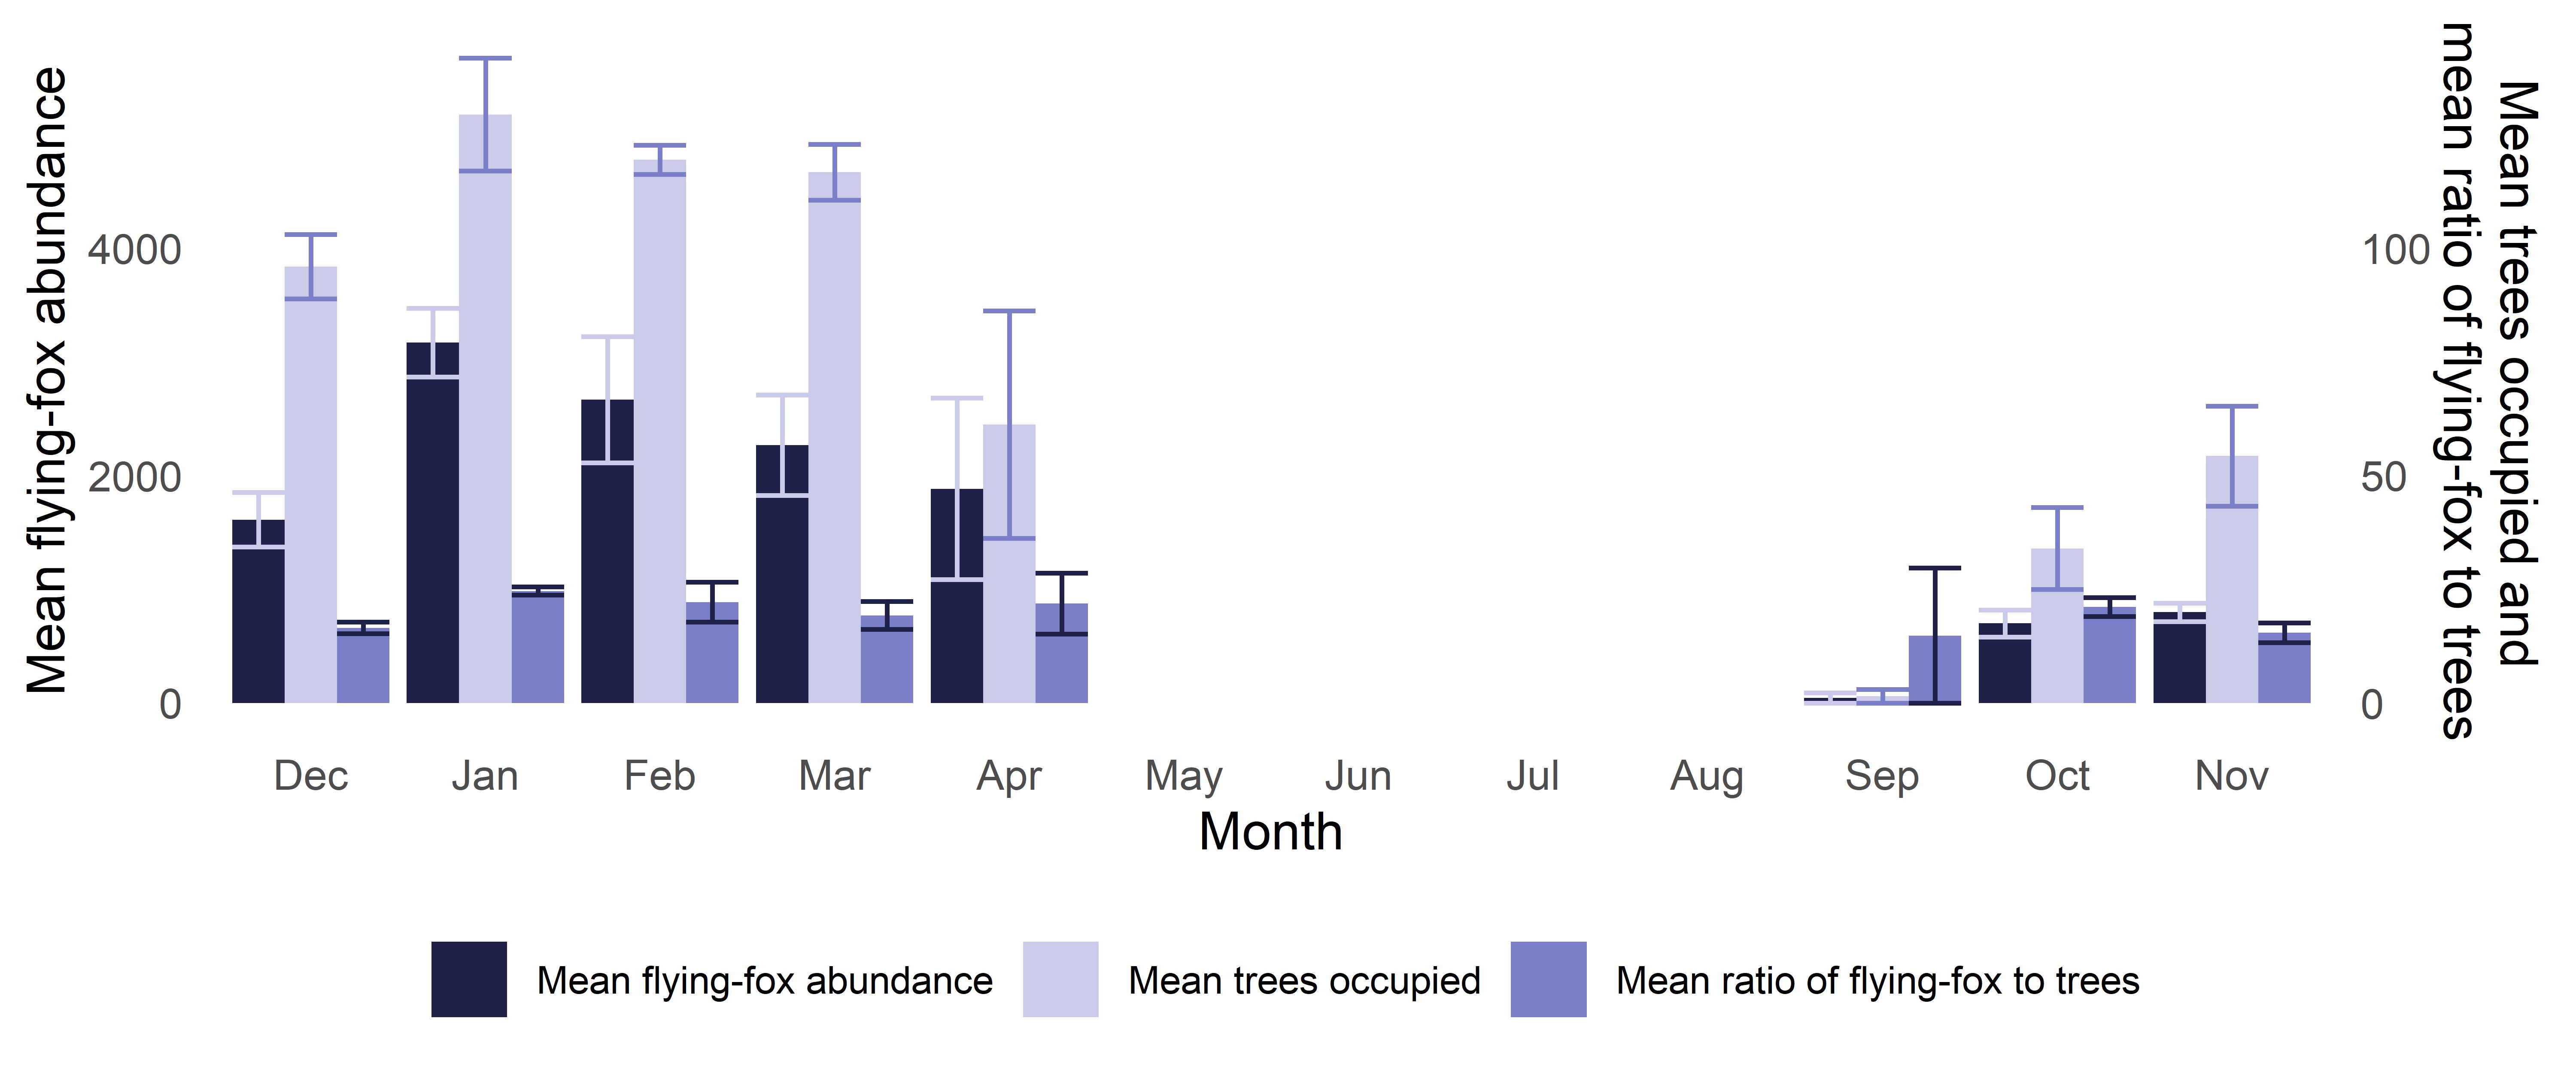 Mean flying-fox abundance
4000
2000
0
Dec Jan Feb Mar Apr May Jun Jul Aug Sep Oct Nov
Month
100
50
0
Mean trees occupied and
mean ratio of flying-fox to trees
Mean flying-fox abundance Mean trees occupied Mean ratio of flying-fox to trees